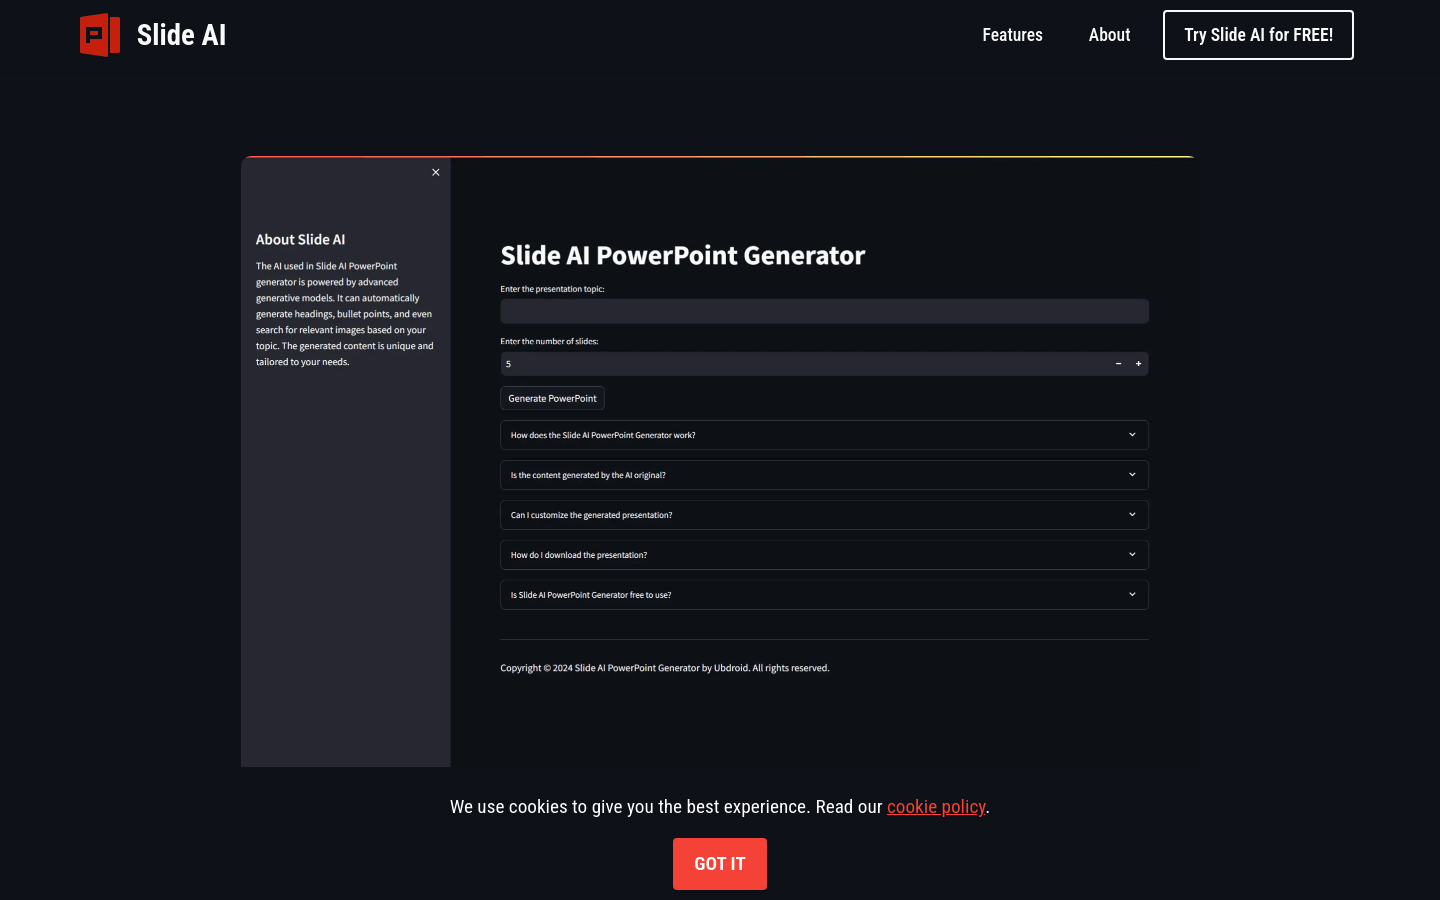 Slide AI
Features
About
Try Slide AI for FREE!
About Slide AI
The AI used in Slide AI PowerPoint
generator is powered by advanced
generative models. It can automatically
generate headings, bullet points, and even
search for relevant images based on your
topic. The generated content is unique and
tailored to your needs.
Slide AI PowerPoint Generator
Enter the presentation topic:
Enter the number of slides:
5
Generate PowerPoint
How does the Slide AI PowerPoint Generator work?
Is the content generated by the AI original?
Can I customize the generated presentation?
How do I download the presentation?
Is Slide AI PowerPoint Generator free to use?
Copyright © 2024 Slide AI PowerPoint Generator by Ubdroid. All rights reserved.
We use cookies to give you the best experience. Read our cookie policy.
GOT IT